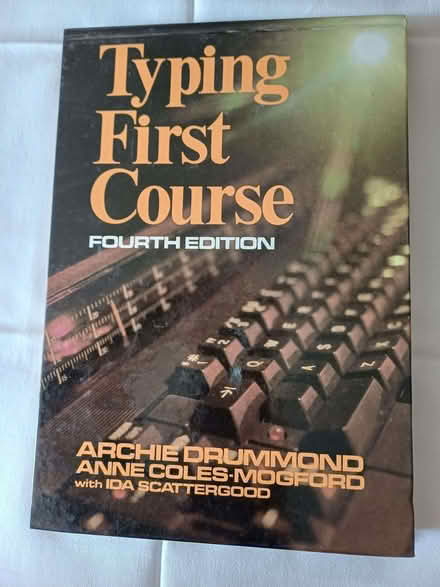 Typing
First
Course
FOURTH EDITION
ARCHIE DRUMMOND
ANNE COLES-MOGFORD
with IDA SCATTERGOOD